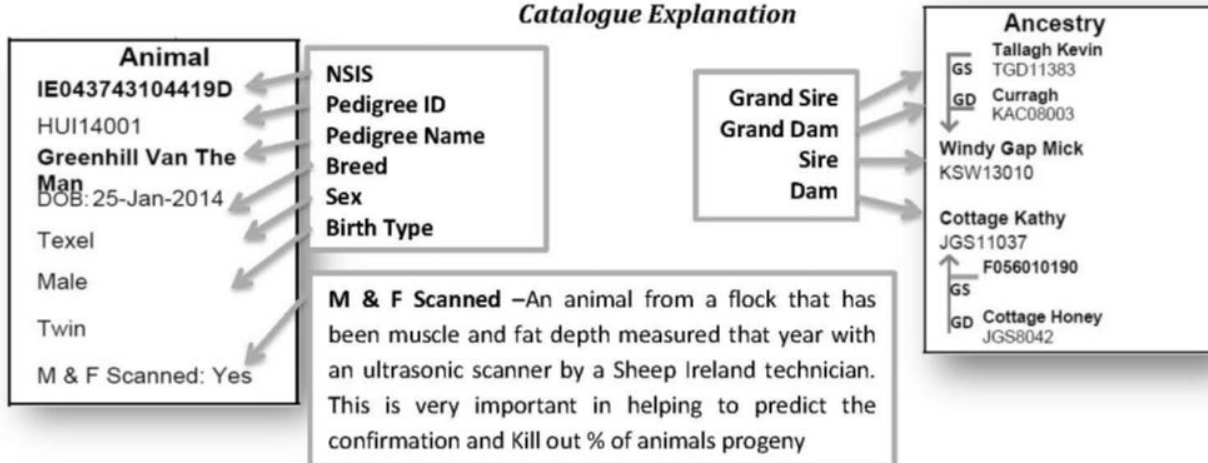 Catalogue Explanation
Animal
IE043743104419D
HUI14001
Greenhill Van The
Man
DOB: 25-Jan-2014
Texel
Male
Twin
M & F Scanned: Yes
NSIS
Pedigree ID
Pedigree Name
Breed
Sex
Birth Type
M & F Scanned –An animal from a flock that has
been muscle and fat depth measured that year with
an ultrasonic scanner by a Sheep Ireland technician.
This is very important in helping to predict the
confirmation and Kill out % of animals progeny
Grand Sire
Grand Dam
Sire
Dam
Ancestry
Tallagh Kevin
GS TGD11383
GD Curragh
KAC08003
Windy Gap Mick
KSW13010
Cottage Kathy
JGS11037
F056010190
GS
GD Cottage Honey
JGS8042